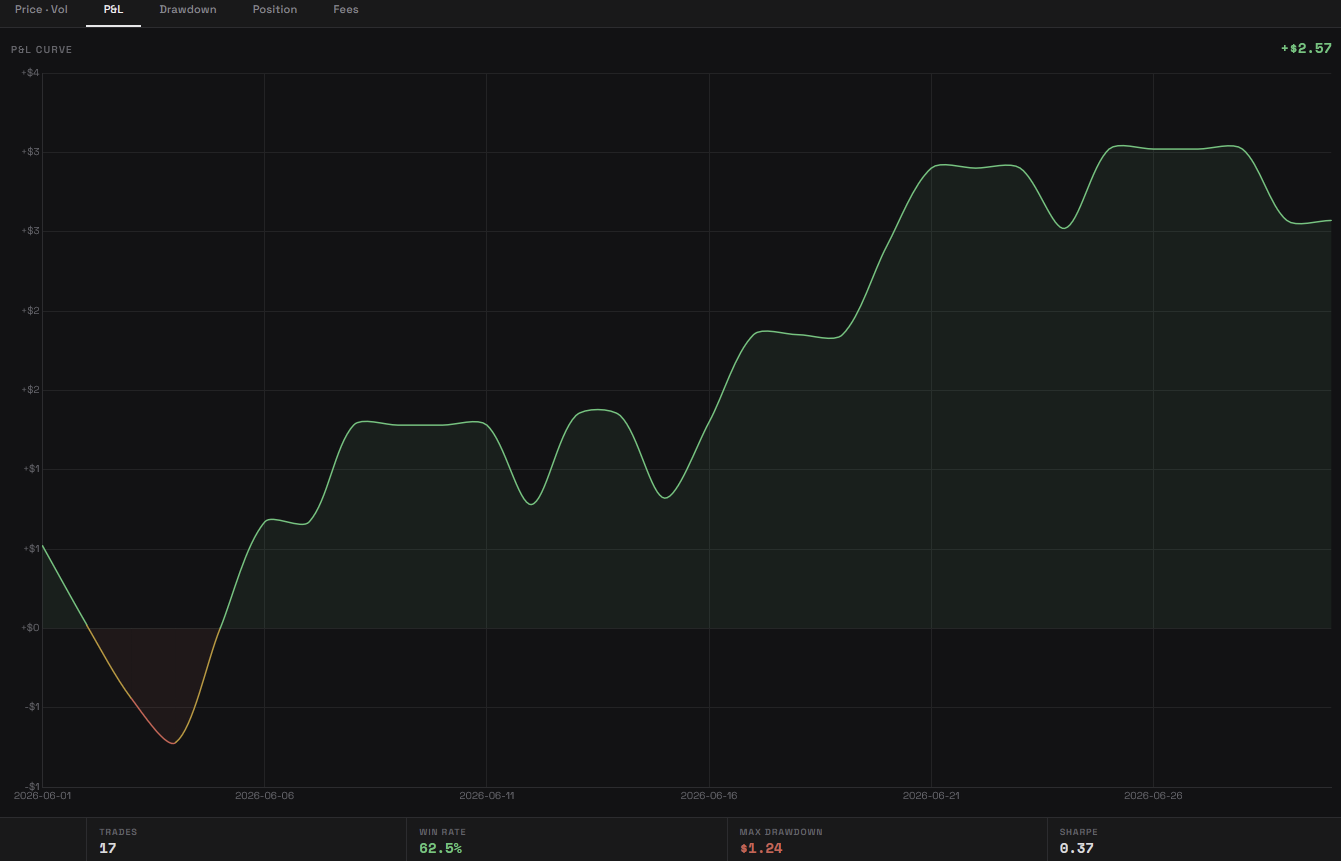 Price · Vol P&L Drawdown Position Fees
P&L CURVE +$2.57
+$4
+$3
+$3
+$2
+$2
+$1
+$1
+$0
-$1
-$1
2026-06-01 2026-06-06 2026-06-11 2026-06-16 2026-06-21 2026-06-26
TRADES WIN RATE MAX DRAWDOWN SHARPE
17 62.5% $1.24 0.37